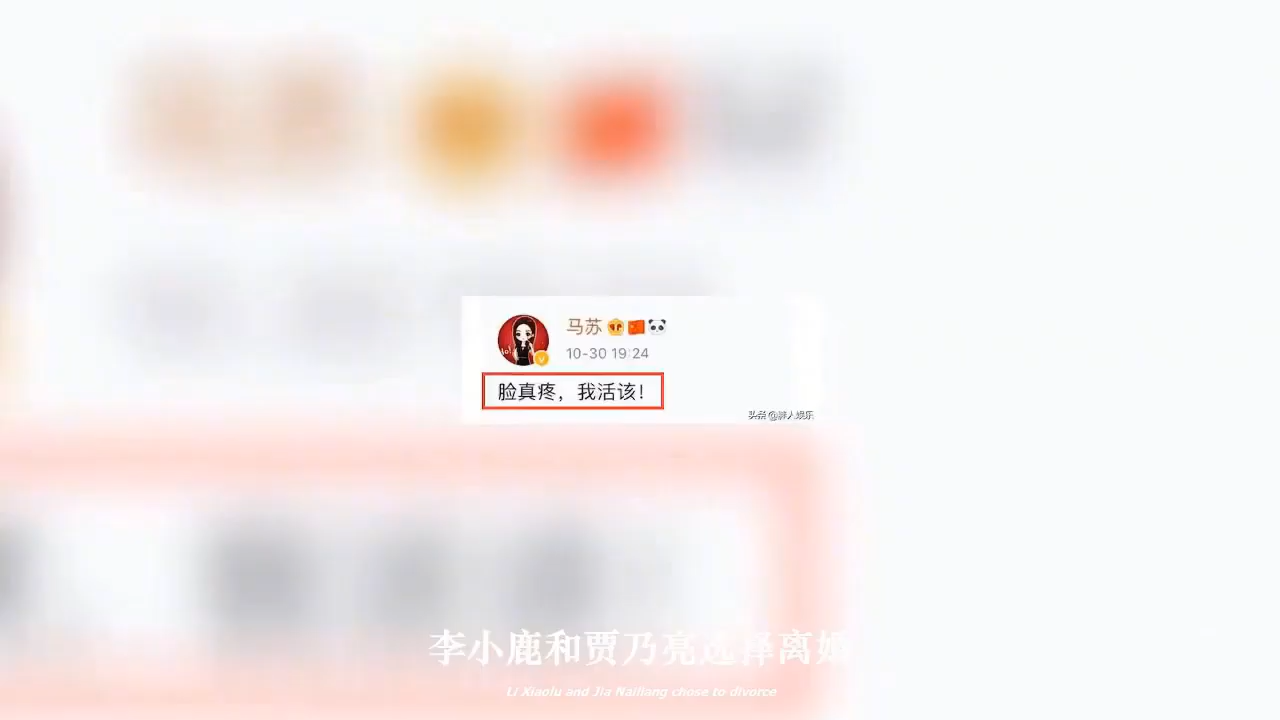 马苏
10-30 19:24
脸真疼，我活该！
头条 @胖人娱乐
李小鹿和贾乃亮选择离婚
Li Xiaolu and Jia Nailiang chose to divorce